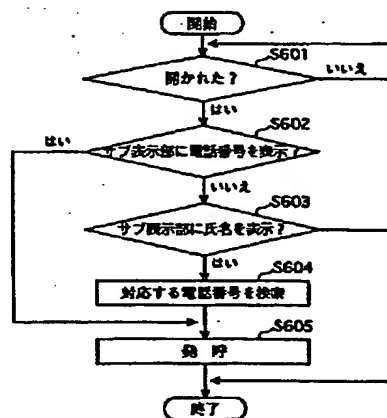 開始
S601
開かれた?
いいえ
はい
S602
はい
サブ表示部に電話番号を表示?
いいえ
S603
サブ表示部に氏名を表示?
はい
S604
対応する電話番号を検索
S605
発 呼
終了